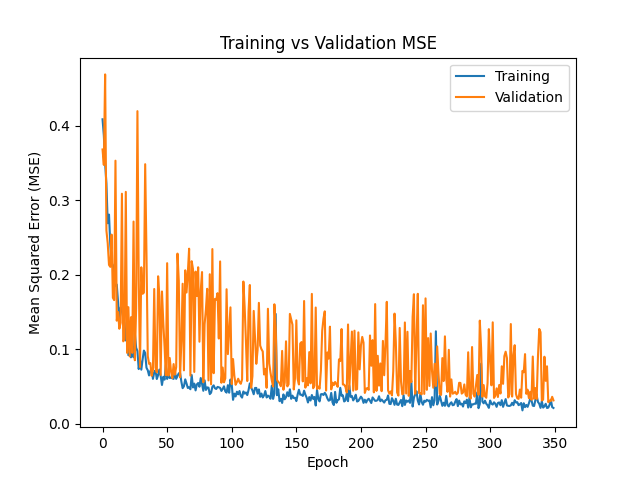 Training vs Validation MSE
Training
Validation
Mean Squared Error (MSE)
0.4
0.3
0.2
0.1
0.0
0 50 100 150 200 250 300 350
Epoch